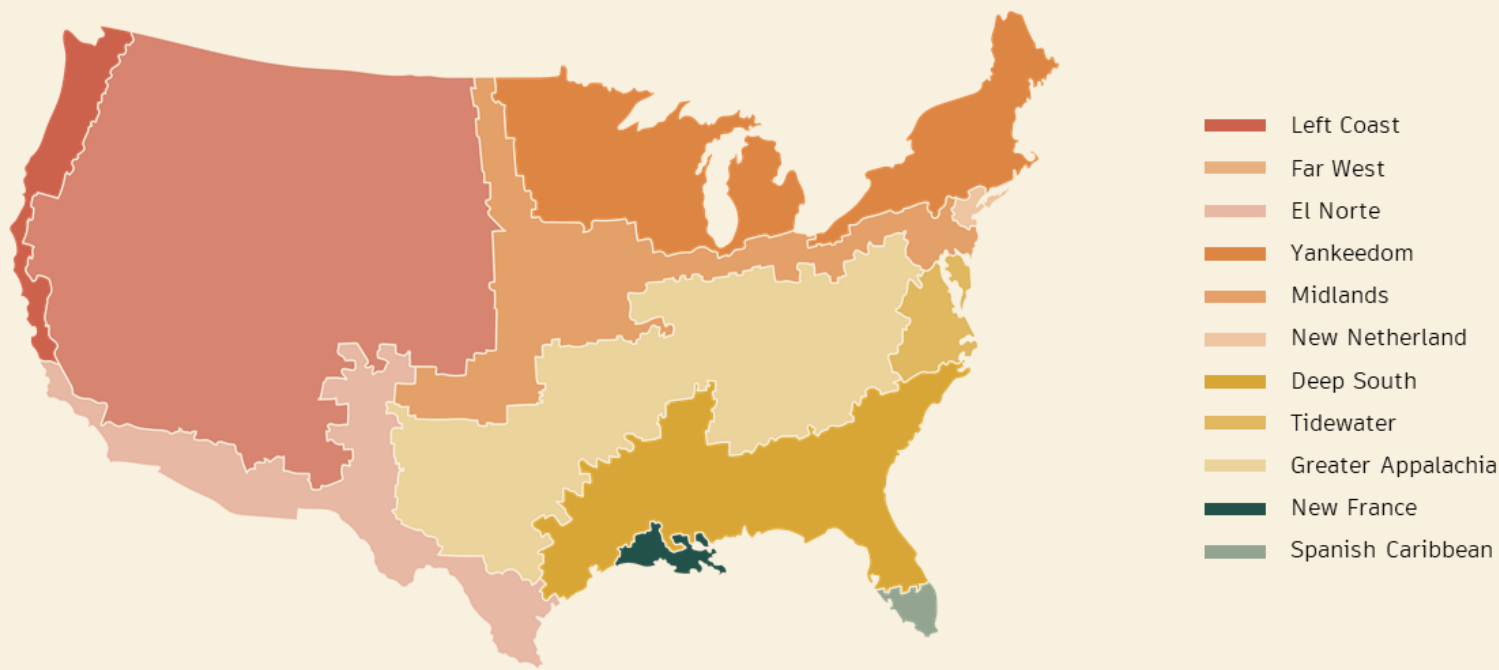 Left Coast
Far West
El Norte
Yankeedom
Midlands
New Netherland
Deep South
Tidewater
Greater Appalachia
New France
Spanish Caribbean